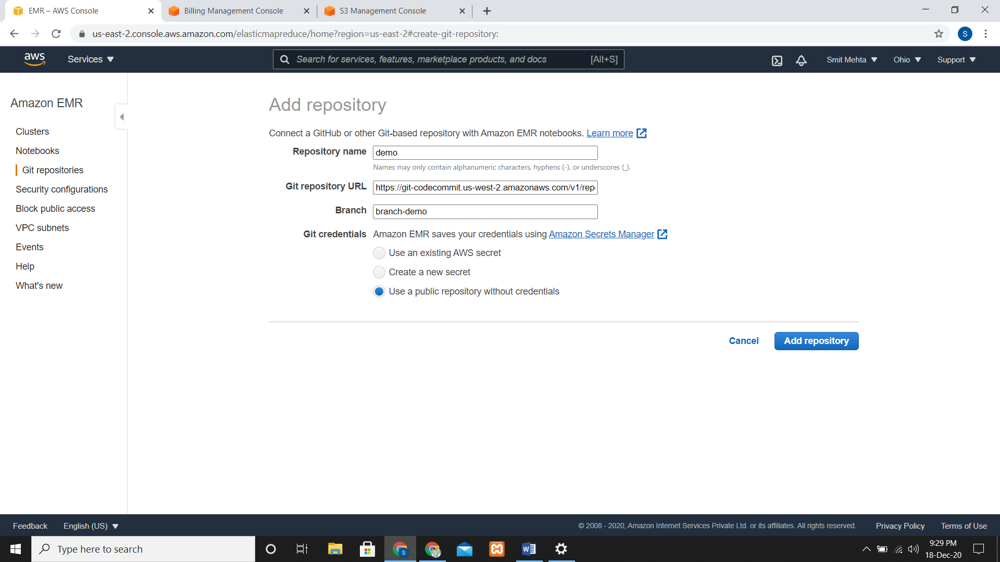 EMR – AWS Console
Billing Management Console
S3 Management Console
us-east-2.console.aws.amazon.com/elasticmapreduce/home?region=us-east-2#create-git-repository:
S
aws
Services
Search for services, features, marketplace products, and docs [Alt+S]
Smit Mehta
Ohio
Support
Amazon EMR
Clusters
Notebooks
Git repositories
Security configurations
Block public access
VPC subnets
Events
Help
What's new
Add repository
Connect a GitHub or other Git-based repository with Amazon EMR notebooks. Learn more
Repository name demo
Names may only contain alphanumeric characters, hyphens (-), or underscores (_).
Git repository URL https://git-codecommit.us-west-2.amazonaws.com/v1/rep
Branch branch-demo
Git credentials Amazon EMR saves your credentials using Amazon Secrets Manager
Use an existing AWS secret
Create a new secret
Use a public repository without credentials
Cancel Add repository
Feedback English (US) © 2008 - 2020, Amazon Internet Services Private Ltd. or its affiliates. All rights reserved. Privacy Policy Terms of Use
Type here to search
9:29 PM
18-Dec-20